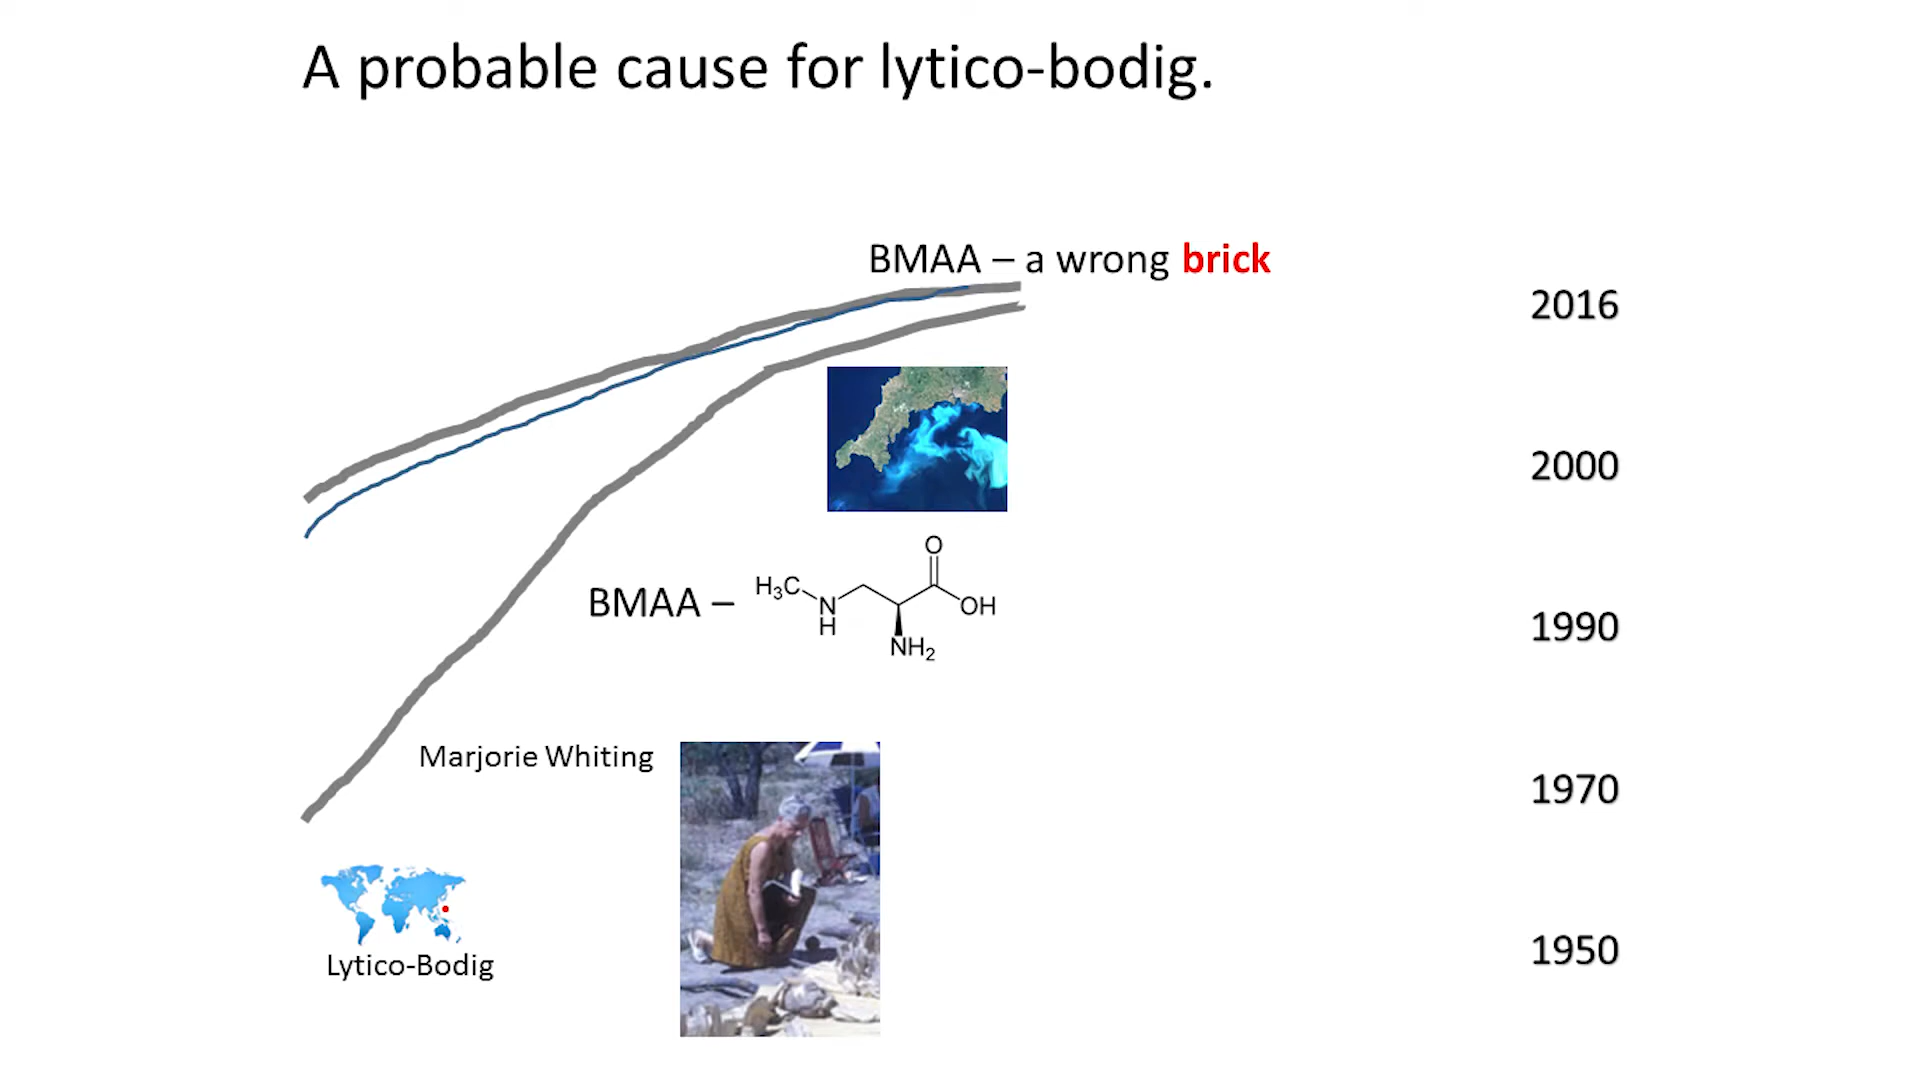 A probable cause for lytico-bodig.
BMAA – a wrong brick
2016
2000
BMAA –
H3C
N
H
O
OH
NH2
1990
Marjorie Whiting
1970
Lytico-Bodig
1950